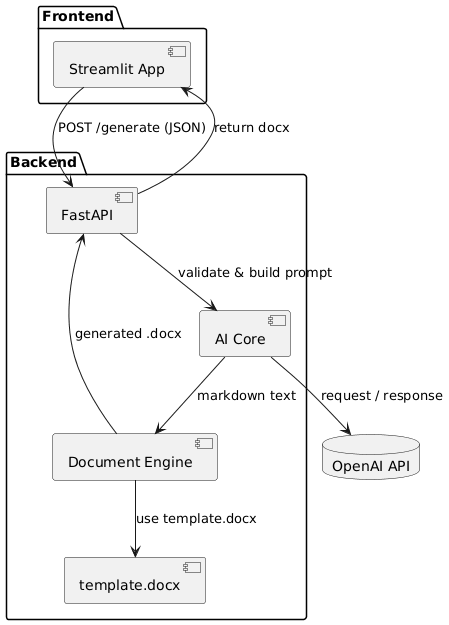 Frontend
Streamlit App
POST /generate (JSON)
return docx
Backend
FastAPI
validate & build prompt
generated .docx
AI Core
markdown text
request / response
Document Engine
OpenAI API
use template.docx
template.docx